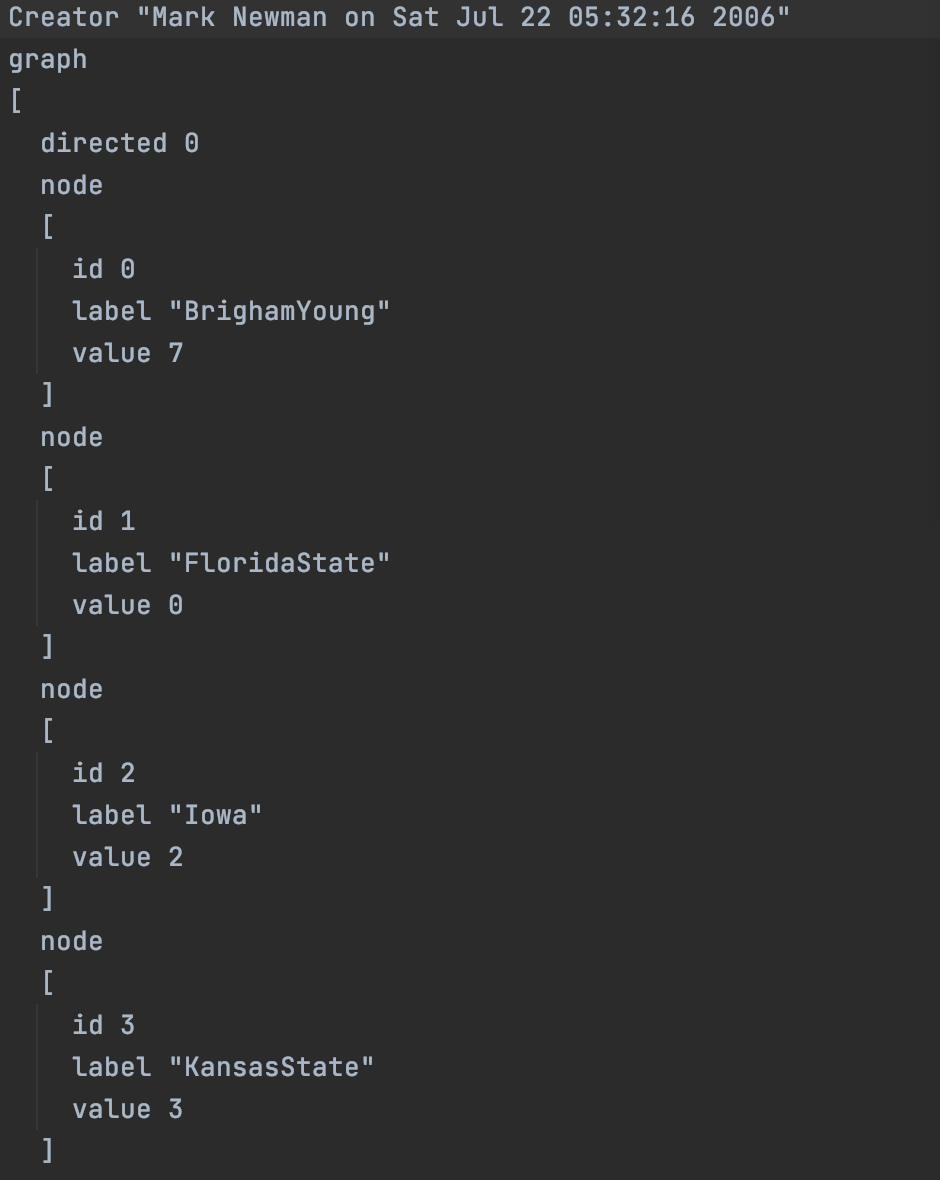 Creator "Mark Newman on Sat Jul 22 05:32:16 2006"
graph
[
  directed 0
  node
  [
    id 0
    label "BrighamYoung"
    value 7
  ]
  node
  [
    id 1
    label "FloridaState"
    value 0
  ]
  node
  [
    id 2
    label "Iowa"
    value 2
  ]
  node
  [
    id 3
    label "KansasState"
    value 3
  ]